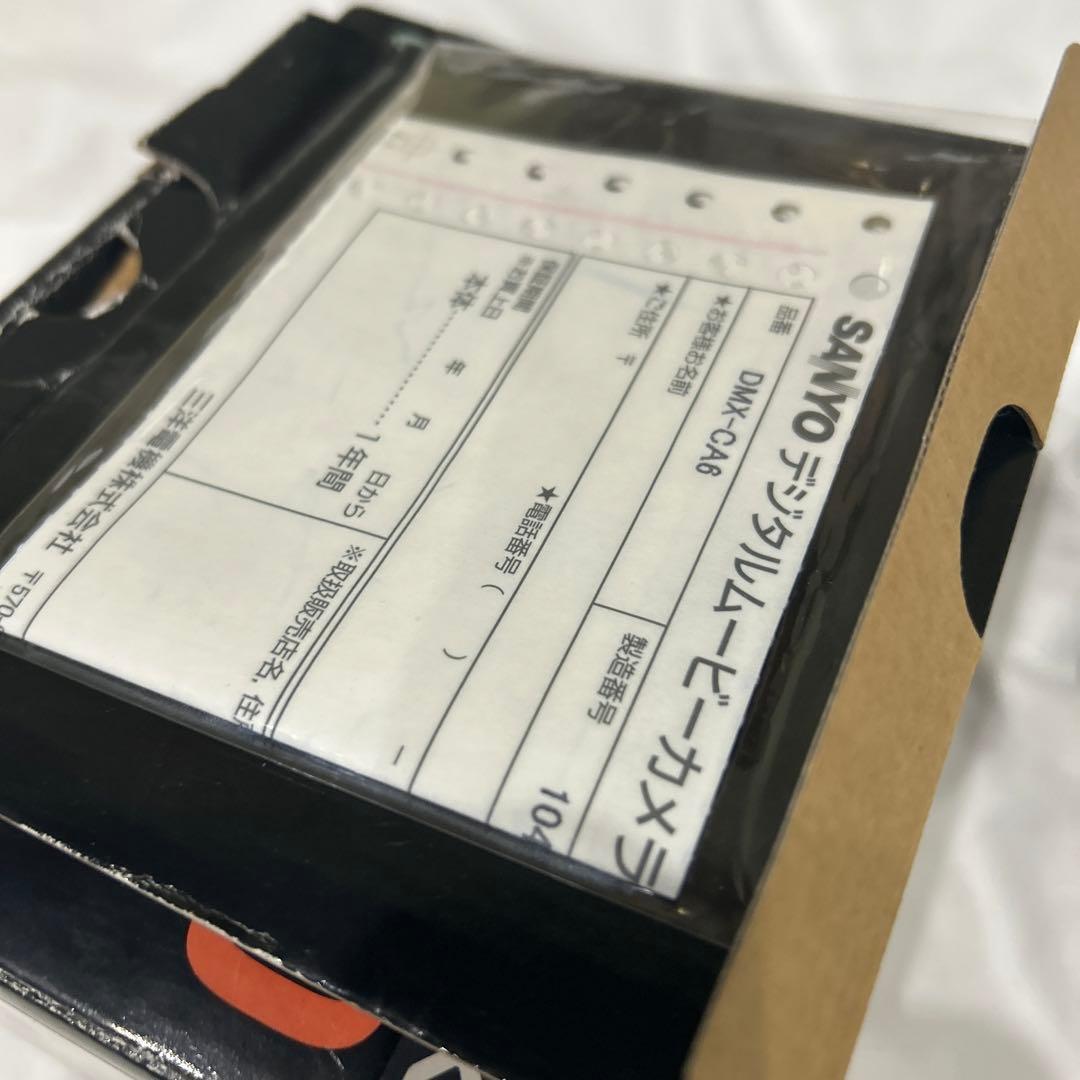 SANYO デジタルムービーカメラ
品番 DMX-CA6 製造番号 104
★お客様お名前
★ご住所 〒
★電話番号 ( )
保証期間
※お買上日 年 月 日から
本体 1年間
※取扱販売店名, 住
三洋電機株式会社
〒570